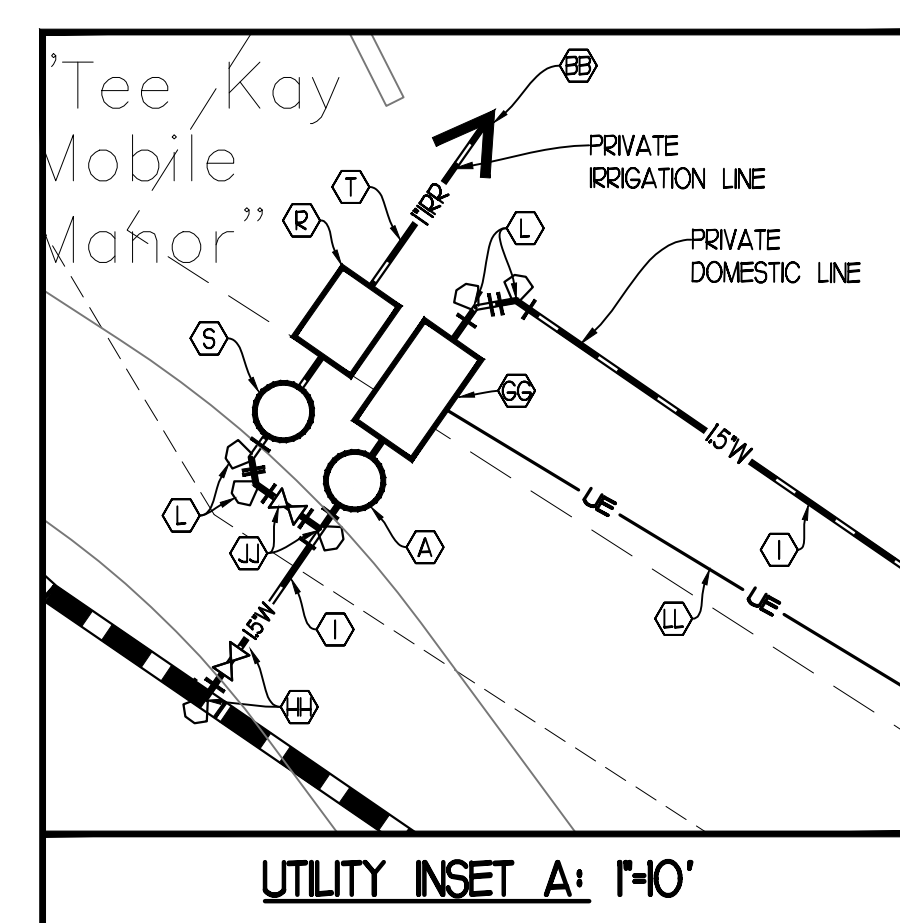 "Tee Kay
Mobile
Manor"
BB
PRIVATE
IRRIGATION LINE
T
1"IRR
R
L
PRIVATE
DOMESTIC LINE
S
GG
1.5"W
UE
L
JJ
A
I
1.5"W
I
LL
UE
HH
UTILITY INSET A: 1"=10'